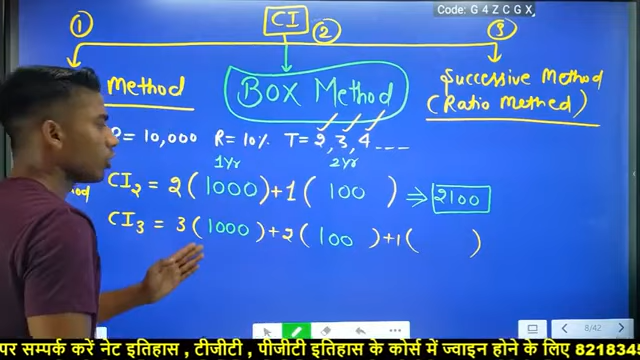 Code: G 4 Z C G X
① CI ② ③
Method
BOX Method
Successive Method
(Ratio Method)
P = 10,000 R = 10% T = 2, 3, 4 ---
1yr 2yr
CI₂ = 2 ( 1000 ) + 1 ( 100 ) ⇒ 2100
CI₃ = 3 ( 1000 ) + 2 ( 100 ) + 1 ( )
8/42
पर सम्पर्क करें नेट इतिहास , टीजीटी , पीजीटी इतिहास के कोर्स में ज्वाइन होने के लिए 8218345